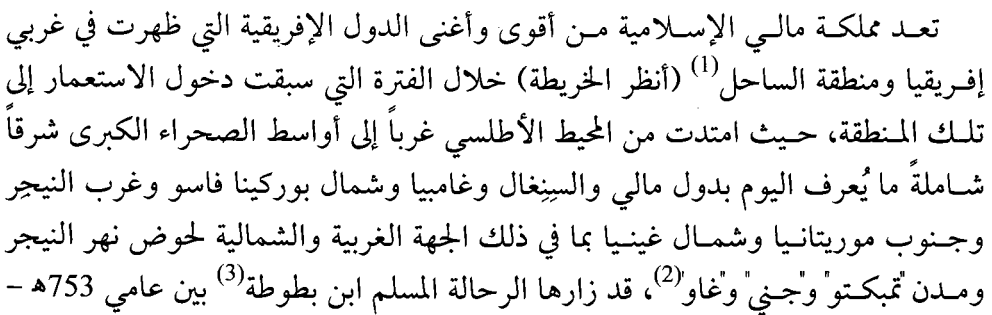 تعد مملكة مالي الإسلامية من أقوى وأغنى الدول الإفريقية التي ظهرت في غربي
إفريقيا ومنطقة الساحل(1) (أنظر الخريطة) خلال الفترة التي سبقت دخول الاستعمار إلى
تلك المنطقة، حيث امتدت من المحيط الأطلسي غرباً إلى أواسط الصحراء الكبرى شرقاً
شاملةً ما يُعرف اليوم بدول مالي والسِنِغال وغامبيا وشمال بوركينا فاسو وغرب النيجِر
وجنوب موريتانيا وشمال غينيا بما في ذلك الجهة الغربية والشمالية لحوض نهر النيجر
ومدن "تمبكتو" و"جني" و"غاو"(2)، قد زارها الرحالة المسلم ابن بطوطة(3) بين عامي 753ه –